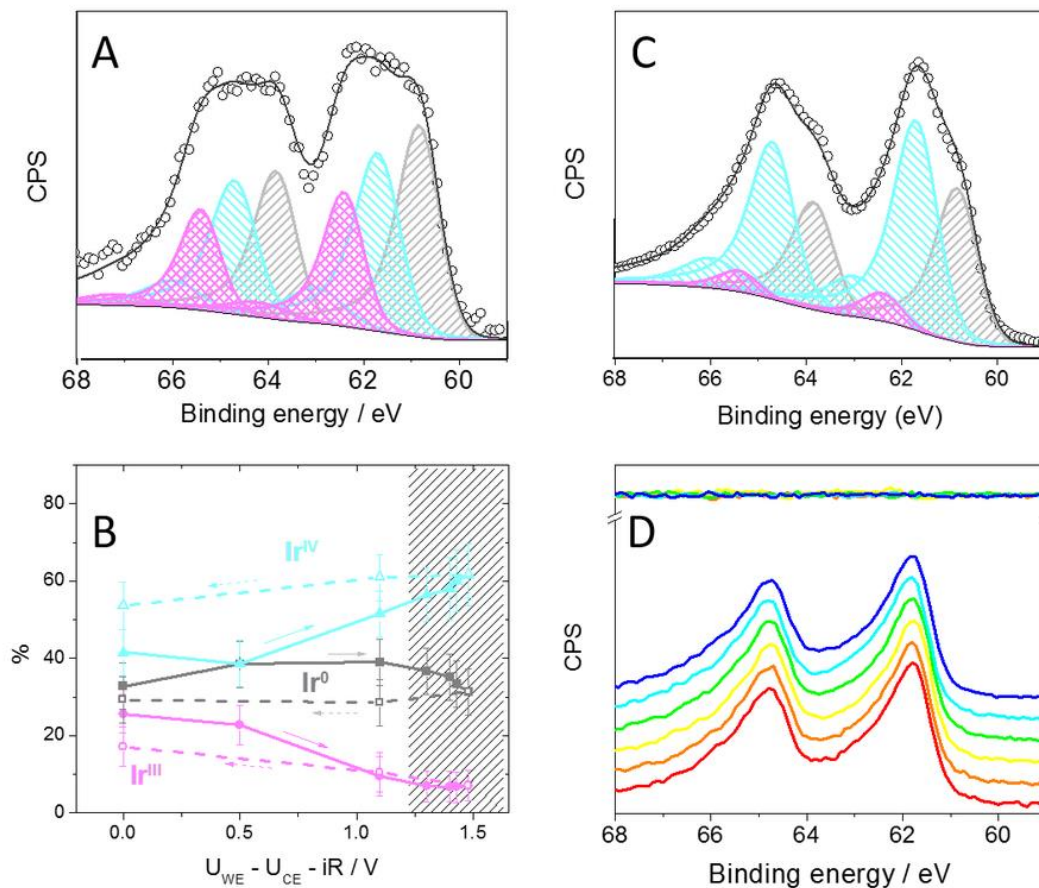 A
CPS
68 66 64 62 60
Binding energy / eV
C
CPS
68 66 64 62 60
Binding energy (eV)
B
Ir^IV
Ir^0
Ir^III
%
80
60
40
20
0
0.0 0.5 1.0 1.5
U_WE - U_CE - iR / V
D
CPS
68 66 64 62 60
Binding energy / eV